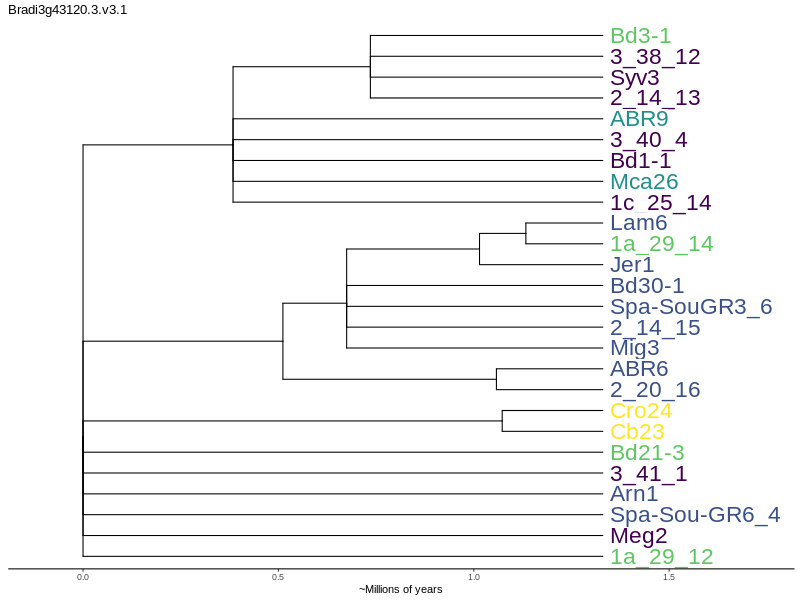 Bradi3g43120.3.v3.1
Bd3-1
3_38_12
Syv3
2_14_13
ABR9
3_40_4
Bd1-1
Mca26
1c_25_14
Lam6
1a_29_14
Jer1
Bd30-1
Spa-SouGR3_6
2_14_15
Mig3
ABR6
2_20_16
Cro24
Cb23
Bd21-3
3_41_1
Arn1
Spa-Sou-GR6_4
Meg2
1a_29_12
0.0 0.5 1.0 1.5
~Millions of years